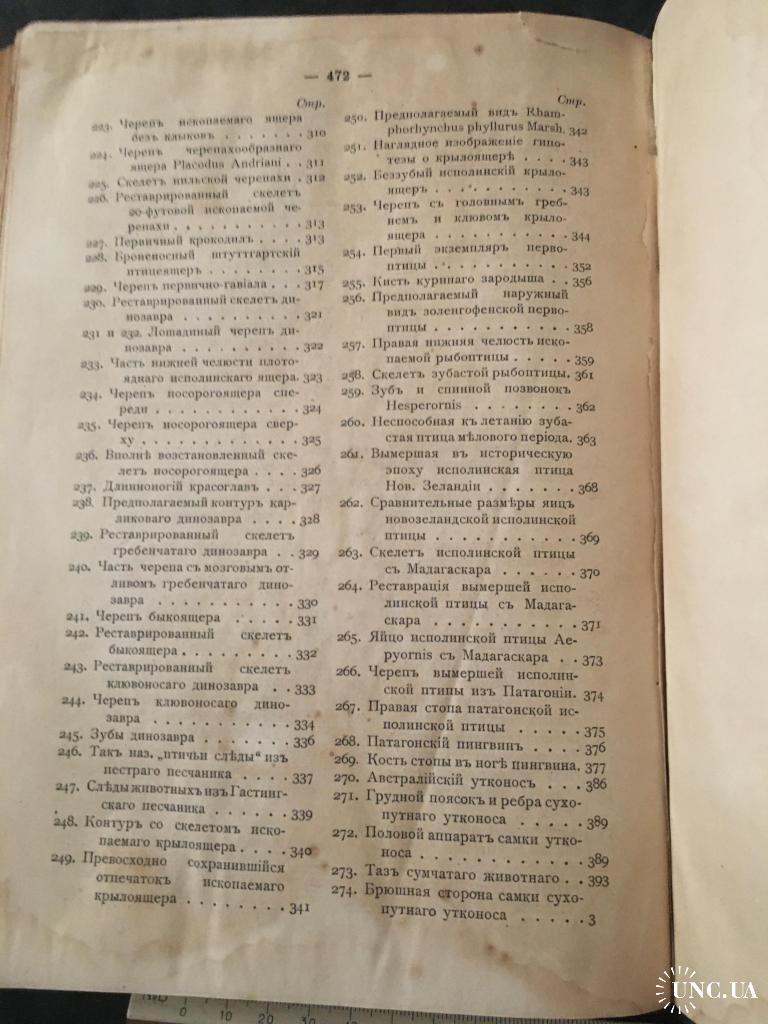 — 472 —
Стр.
223. Черепъ ископаемаго ящера
безъ клыковъ . . . . . . . 310
224. Черепъ черепахообразнаго
ящера Placodus Andriani . . 311
225. Скелетъ нильской черепахи . 312
226. Реставрированный скелетъ
20-футовой ископаемой че-
репахи . . . . . . . . . . 313
227. Первичный крокодилъ . . . . 313
228. Броненосный штуттгартскій
птицеящеръ . . . . . . . . 315
229. Черепъ первично-гавіала . . . 317
230. Реставрированный скелетъ ди-
нозавра . . . . . . . . . . 321
231 и 232. Лошадиный черепъ ди-
нозавра . . . . . . . . . . 322
233. Часть нижней челюсти плото-
яднаго исполинскаго ящера. 323
234. Черепъ носорогоящера спе-
реди . . . . . . . . . . . 324
235. Черепъ носорогоящера свер-
ху . . . . . . . . . . . . 325
236. Вполнѣ возстановленный ске-
летъ носорогоящера . . . . 326
237. Длинноногій красоглавъ . . . 327
238. Предполагаемый контуръ кар-
ликоваго динозавра . . . . 328
239. Реставрированный скелетъ
гребенчатаго динозавра . . 329
240. Часть черепа съ мозговымъ от-
ливомъ гребенчатаго дино-
завра . . . . . . . . . . . 330
241. Черепъ быкоящера . . . . . 331
242. Реставрированный скелетъ
быкоящера . . . . . . . . . 332
243. Реставрированный скелетъ
клювоносаго динозавра . . 333
244. Черепъ клювоносаго дино-
завра . . . . . . . . . . . 334
245. Зубы динозавра . . . . . . . 336
246. Такъ наз. „птичьи слѣды“ изъ
пестраго песчаника . . . . 337
247. Слѣды животныхъ изъ Гастинг-
скаго песчаника . . . . . . 339
248. Контуръ со скелетомъ иско-
паемаго крылоящера . . . . 340
249. Превосходно сохранившійся
отпечатокъ ископаемаго
крылоящера . . . . . . . . 341
Стр.
250. Предполагаемый видъ Rham-
phorhynchus phyllurus Marsh. 342
251. Наглядное изображеніе гипо-
тезы о крылоящерѣ . . . . 343
252. Беззубый исполинскій крыло-
ящеръ . . . . . . . . . . . 343
253. Черепъ съ головнымъ греб-
немъ и клювомъ крыло-
ящера . . . . . . . . . . . 344
254. Первый экземпляръ перво-
птицы . . . . . . . . . . . 352
255. Кисть куринаго зародыша . . 356
256. Предполагаемый наружный
видъ золенгофенской перво-
птицы . . . . . . . . . . . 358
257. Правая нижняя челюсть иско-
паемой рыбоптицы . . . . . 359
258. Скелетъ зубастой рыбоптицы. 361
259. Зубъ и спинной позвонокъ
Hesperornis . . . . . . . . 362
260. Неспособная къ летанію зуба-
стая птица мѣлового періода. 363
261. Вымершая въ историческую
эпоху исполинская птица
Нов. Зеландіи . . . . . . . 368
262. Сравнительные размѣры яицъ
новозеландской исполинской
птицы . . . . . . . . . . . 369
263. Скелетъ исполинской птицы
съ Мадагаскара . . . . . . 370
264. Реставрація вымершей испо-
линской птицы съ Мадага-
скара . . . . . . . . . . . 371
265. Яйцо исполинской птицы Ae-
pyornis съ Мадагаскара . . 373
266. Черепъ вымершей исполин-
ской птицы изъ Патагоніи. 374
267. Правая стопа патагонской ис-
полинской птицы . . . . . 375
268. Патагонскій пингвинъ . . . . 376
269. Кость стопы въ ногѣ пингвина. 377
270. Австралійскій утконосъ . . . 386
271. Грудной поясокъ и ребра сухо-
путнаго утконоса . . . . . 389
272. Половой аппаратъ самки утко-
носа . . . . . . . . . . . . 389
273. Тазъ сумчатаго животнаго . . 393
274. Брюшная сторона самки сухо-
путнаго утконоса . . . . . 3
0 10 20 30
UNC.UA